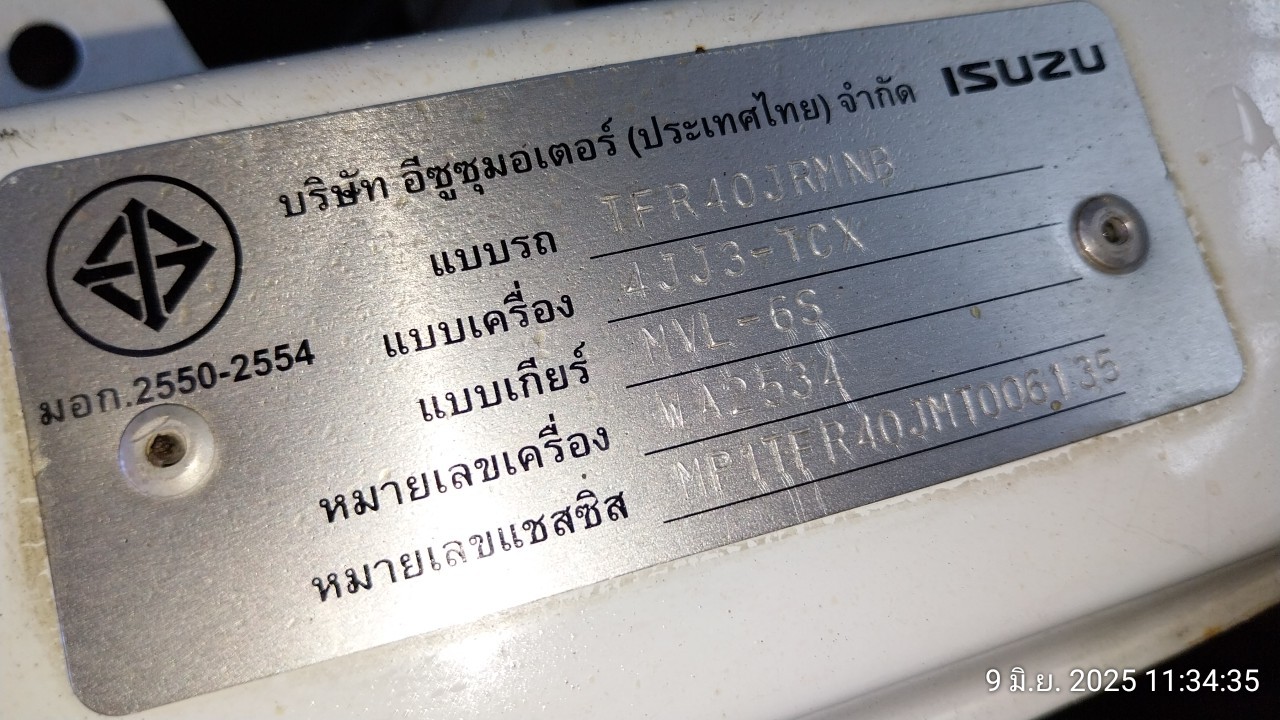 ISUZU
บริษัท อีซูซุมอเตอร์ (ประเทศไทย) จำกัด
แบบรถ TFR40JRMNB
แบบเครื่อง 4JJ3-TCX
แบบเกียร์ MVL-6S
หมายเลขเครื่อง WA2534
หมายเลขแชสซิส MP1TFR40JMT006135
มอก.2550-2554
9 มิ.ย. 2025 11:34:35